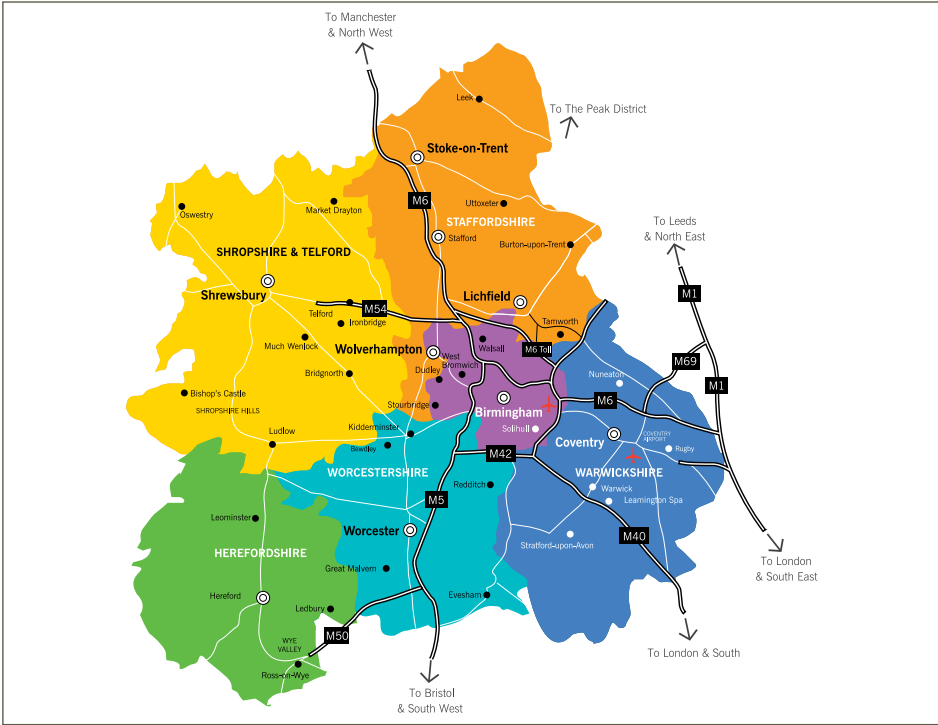 To Manchester
& North West
Leek
To The Peak District
Stoke-on-Trent
M6
Market Drayton
Uttoxeter
Oswestry
STAFFORDSHIRE
To Leeds
& North East
Stafford
Burton-upon-Trent
SHROPSHIRE & TELFORD
Shrewsbury
Lichfield
M1
M54
Telford
Ironbridge
Tamworth
Much Wenlock
Wolverhampton
Walsall
M6 Toll
West
Bromwich
M69
Dudley
Bridgnorth
Nuneaton
M1
Bishop's Castle
SHROPSHIRE HILLS
Stourbridge
Birmingham
M6
Solihull
Kidderminster
Ludlow
Coventry
COVENTRY
AIRPORT
Rugby
Bewdley
M42
WORCESTERSHIRE
WARWICKSHIRE
Redditch
Warwick
M5
Leamington Spa
Leominster
Worcester
M40
HEREFORDSHIRE
Stratford-upon-Avon
To London
& South East
Great Malvern
Hereford
Evesham
Ledbury
M50
WYE
VALLEY
To London & South
Ross-on-Wye
To Bristol
& South West